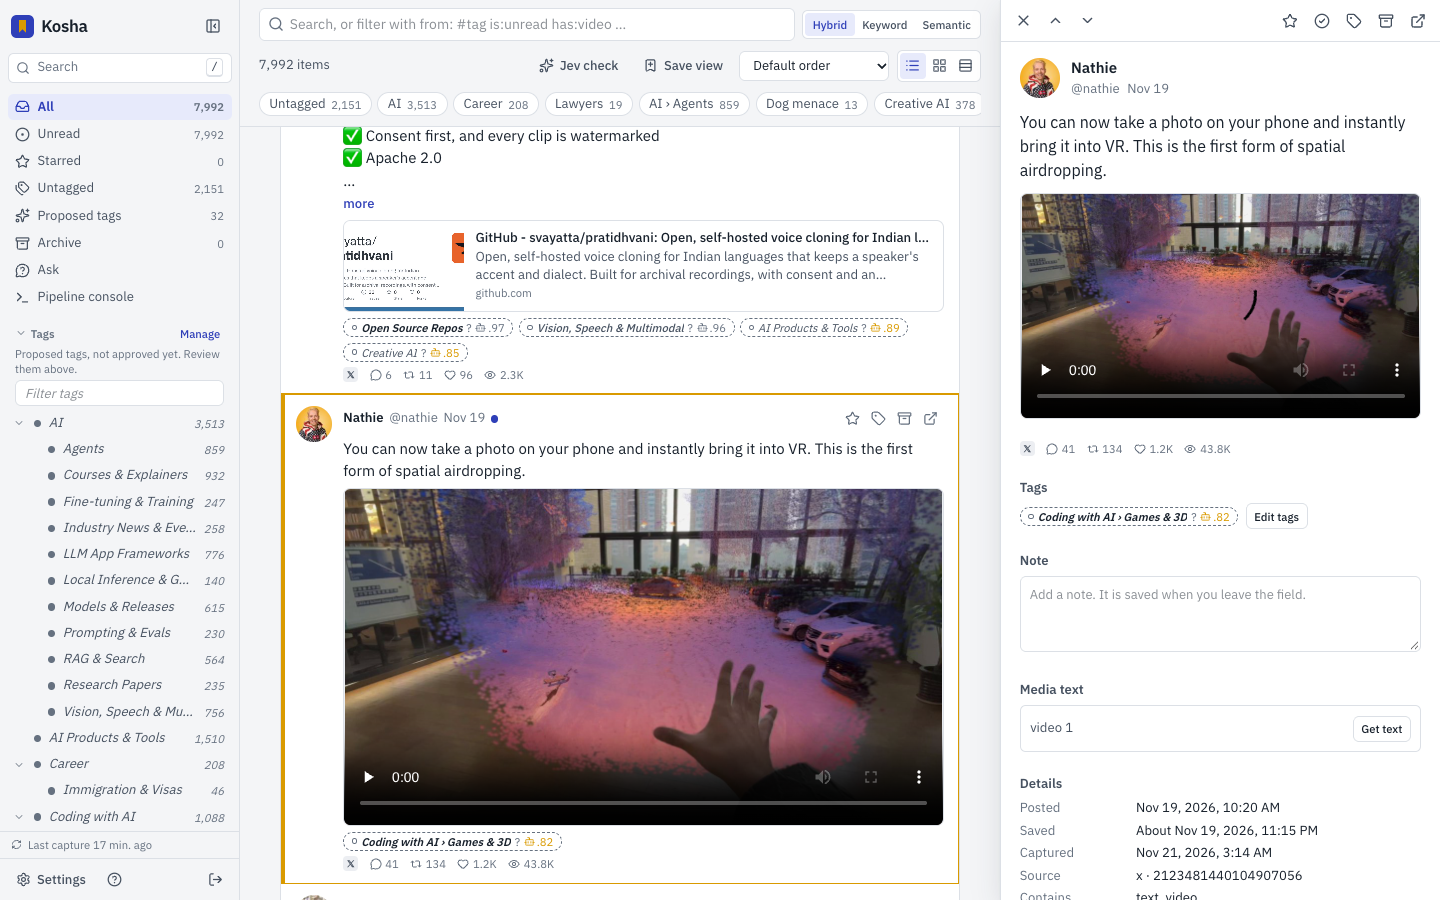 Kosha
Search
/
All 7,992
Unread 7,992
Starred 0
Untagged 2,151
Proposed tags 32
Archive 0
Ask
Pipeline console
Tags Manage
Proposed tags, not approved yet. Review
them above.
Filter tags
AI 3,513
Agents 859
Courses & Explainers 932
Fine-tuning & Training 247
Industry News & Eve... 258
LLM App Frameworks 776
Local Inference & G... 140
Models & Releases 615
Prompting & Evals 230
RAG & Search 564
Research Papers 235
Vision, Speech & Mu... 756
AI Products & Tools 1,510
Career 208
Immigration & Visas 46
Coding with AI 1,088
Last capture 17 min. ago
Settings
Search, or filter with from: #tag is:unread has:video ...
Hybrid Keyword Semantic
7,992 items
Jev check
Save view
Default order
Untagged 2,151
AI 3,513
Career 208
Lawyers 19
AI › Agents 859
Dog menace 13
Creative AI 378
✅ Consent first, and every clip is watermarked
✅ Apache 2.0
...
more
yatta/
tidhvani
GitHub - svayatta/pratidhvani: Open, self-hosted voice cloning for Indian l...
Open, self-hosted voice cloning for Indian languages that keeps a speaker's
accent and dialect. Built for archival recordings, with consent and an...
github.com
Open Source Repos ? .97
Vision, Speech & Multimodal ? .96
AI Products & Tools ? .89
Creative AI ? .85
X 6 11 96 2.3K
Nathie @nathie Nov 19
You can now take a photo on your phone and instantly bring it into VR. This is the first
form of spatial airdropping.
0:00
Coding with AI › Games & 3D ? .82
X 41 134 1.2K 43.8K
Nathie
@nathie Nov 19
You can now take a photo on your phone and instantly
bring it into VR. This is the first form of spatial
airdropping.
0:00
X 41 134 1.2K 43.8K
Tags
Coding with AI › Games & 3D ? .82
Edit tags
Note
Add a note. It is saved when you leave the field.
Media text
video 1
Get text
Details
Posted Nov 19, 2026, 10:20 AM
Saved About Nov 19, 2026, 11:15 PM
Captured Nov 21, 2026, 3:14 AM
Source x · 2123481440104907056
Contains text, video